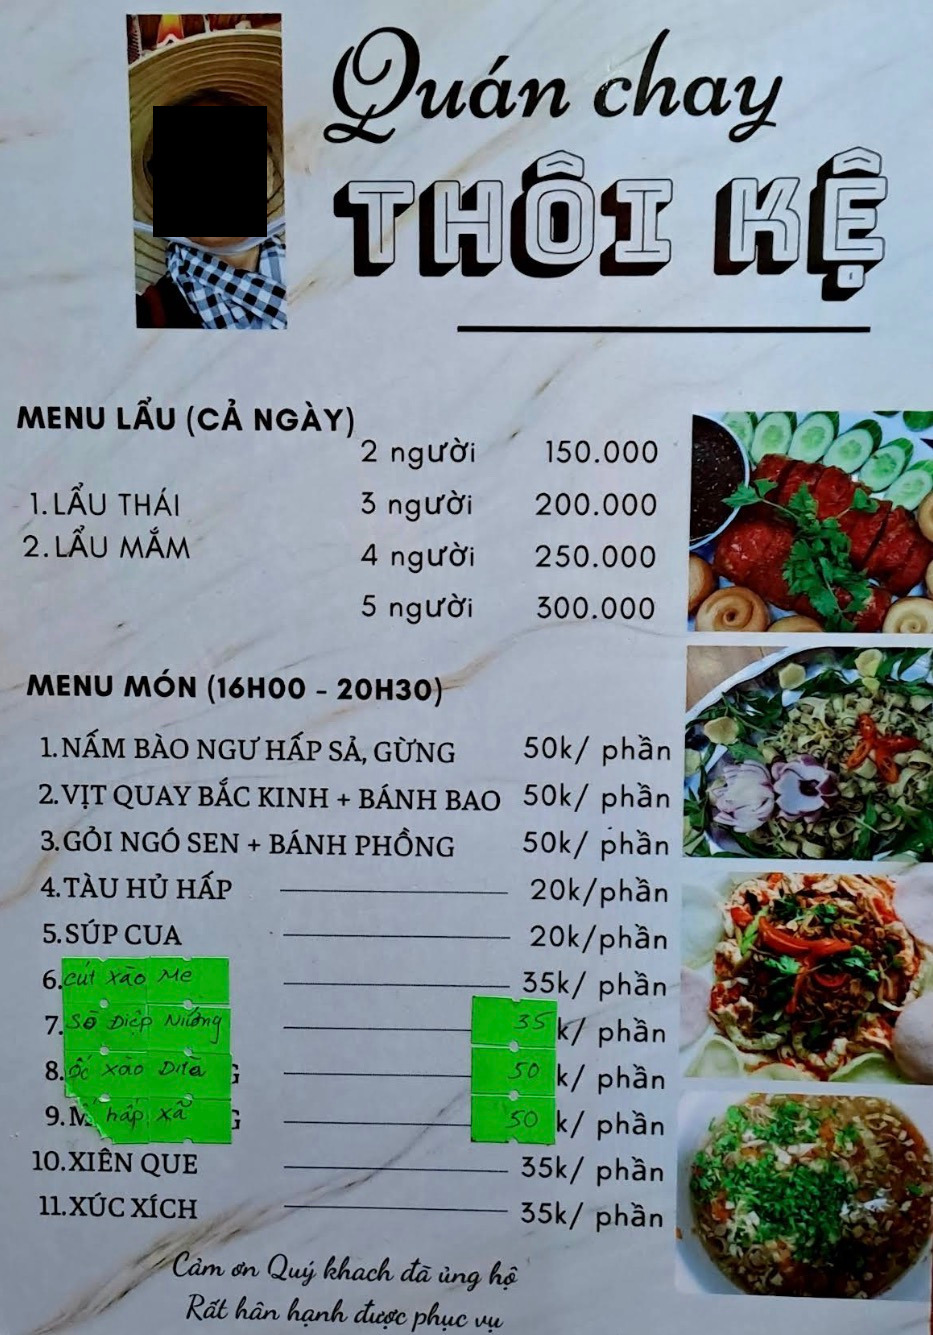 Quán chay
THÔI KỆ
MENU LẨU (CẢ NGÀY)
2 người 150.000
1.LẨU THÁI 3 người 200.000
2.LẨU MẮM 4 người 250.000
5 người 300.000
MENU MÓN (16H00 - 20H30)
1.NẤM BÀO NGƯ HẤP SẢ, GỪNG 50k/ phần
2.VỊT QUAY BẮC KINH + BÁNH BAO 50k/ phần
3.GỎI NGÓ SEN + BÁNH PHỒNG 50k/ phần
4.TÀU HỦ HẤP 20k/phần
5.SÚP CUA 20k/phần
6.cút xào Me 35k/ phần
7.Sò Điệp Nướng 35 k/ phần
8.ốc xào Dừa G 50 k/ phần
9.M hấp xả G 50 k/ phần
10.XIÊN QUE 35k/ phần
11.XÚC XÍCH 35k/ phần
Cảm ơn Quý khach đã ủng hộ
Rất hân hạnh được phục vụ